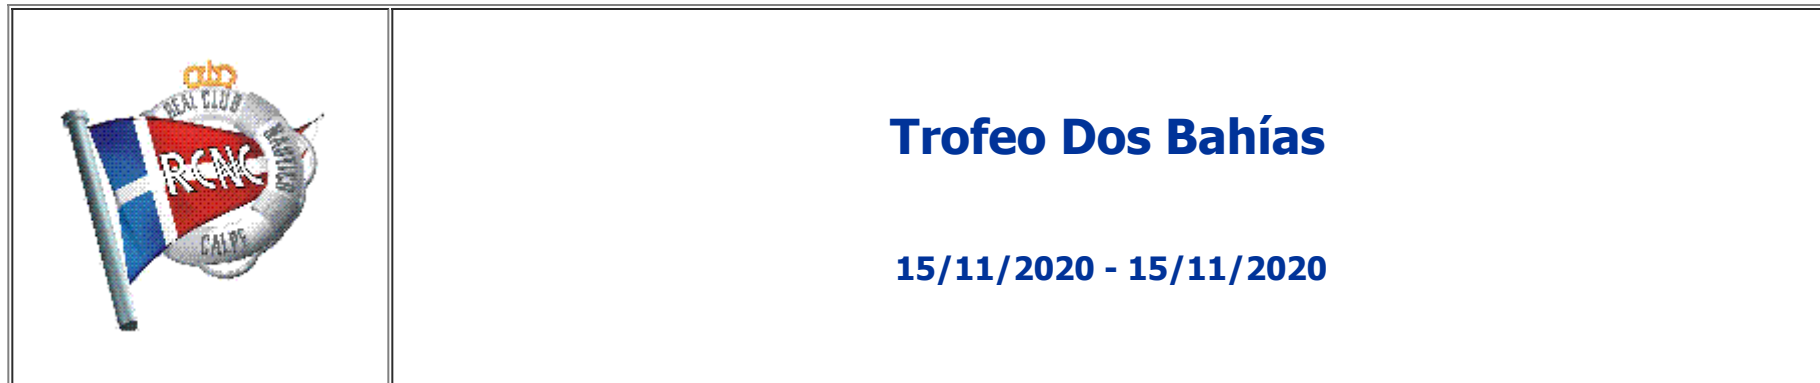 REAL CLUB
NAUTICO
RCNC
CALPE
Trofeo Dos Bahías
15/11/2020 - 15/11/2020